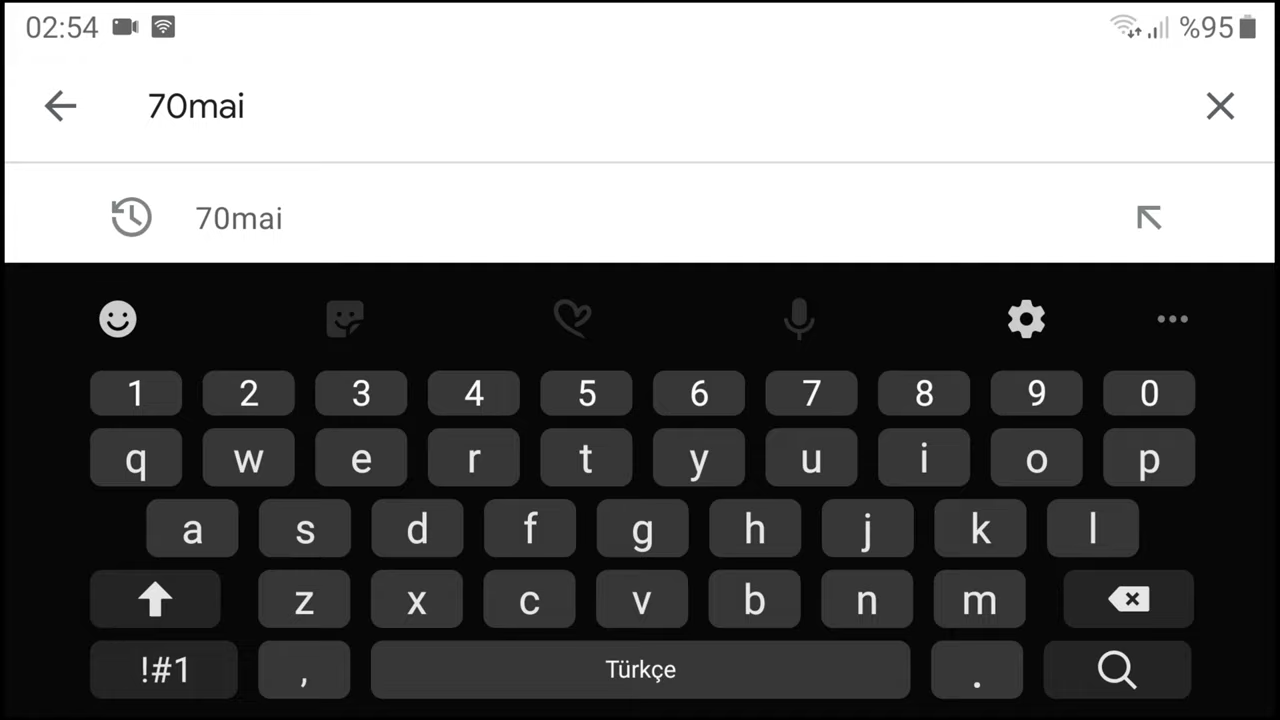 02:54 %95
70mai
70mai
1 2 3 4 5 6 7 8 9 0
q w e r t y u i o p
a s d f g h j k l
z x c v b n m
!#1 , Türkçe .